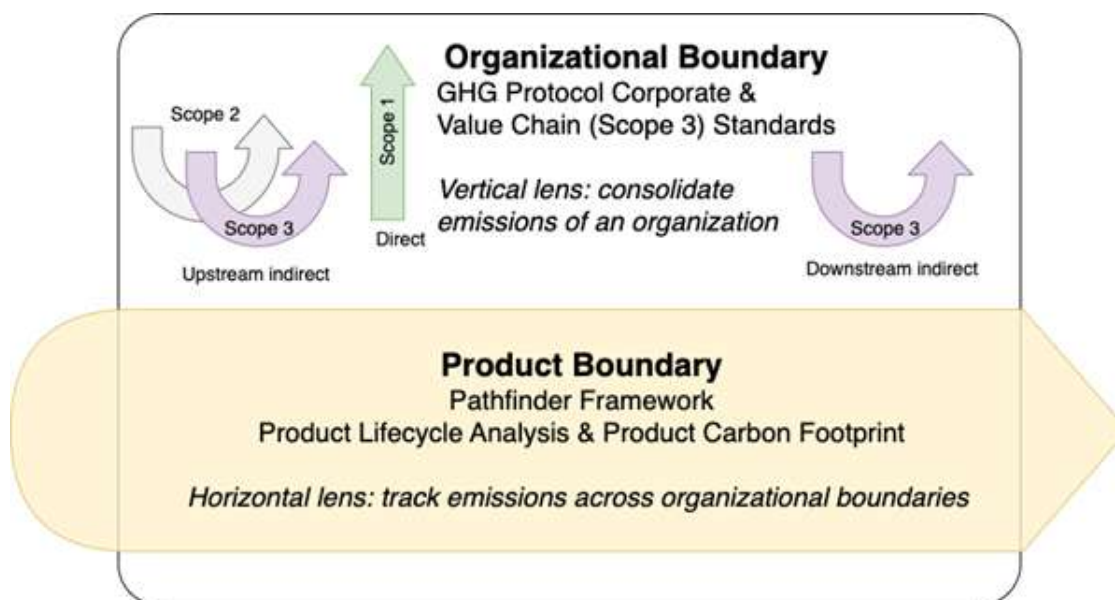 Organizational Boundary
GHG Protocol Corporate &
Value Chain (Scope 3) Standards
Vertical lens: consolidate
emissions of an organization
Scope 2
Scope 3
Upstream indirect
Scope 1
Direct
Scope 3
Downstream indirect
Product Boundary
Pathfinder Framework
Product Lifecycle Analysis & Product Carbon Footprint
Horizontal lens: track emissions across organizational boundaries